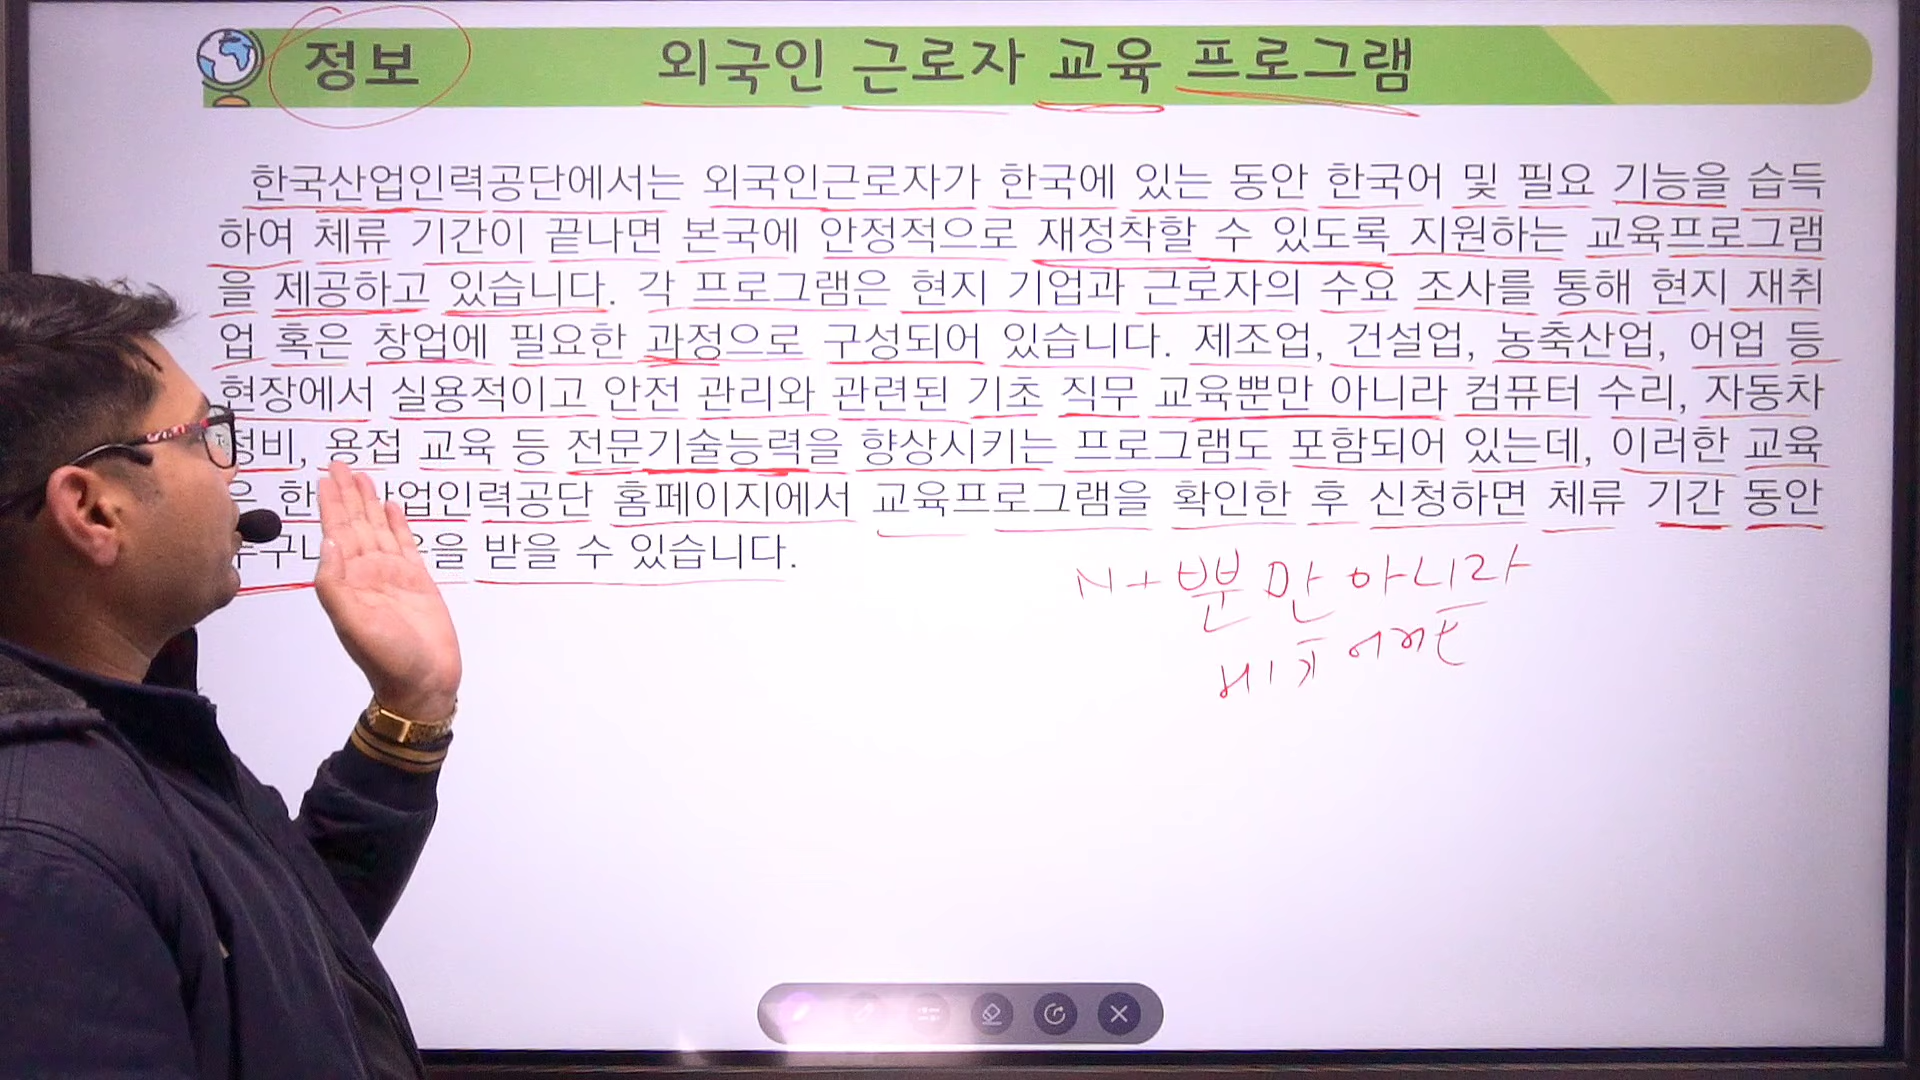 정보 외국인 근로자 교육 프로그램
한국산업인력공단에서는 외국인근로자가 한국에 있는 동안 한국어 및 필요 기능을 습득
하여 체류 기간이 끝나면 본국에 안정적으로 재정착할 수 있도록 지원하는 교육프로그램
을 제공하고 있습니다. 각 프로그램은 현지 기업과 근로자의 수요 조사를 통해 현지 재취
업 혹은 창업에 필요한 과정으로 구성되어 있습니다. 제조업, 건설업, 농축산업, 어업 등
현장에서 실용적이고 안전 관리와 관련된 기초 직무 교육뿐만 아니라 컴퓨터 수리, 자동차
정비, 용접 교육 등 전문기술능력을 향상시키는 프로그램도 포함되어 있는데, 이러한 교육
산업인력공단 홈페이지에서 교육프로그램을 확인한 후 신청하면 체류 기간 동안
받을 수 있습니다.
N+ 뿐만 아니라